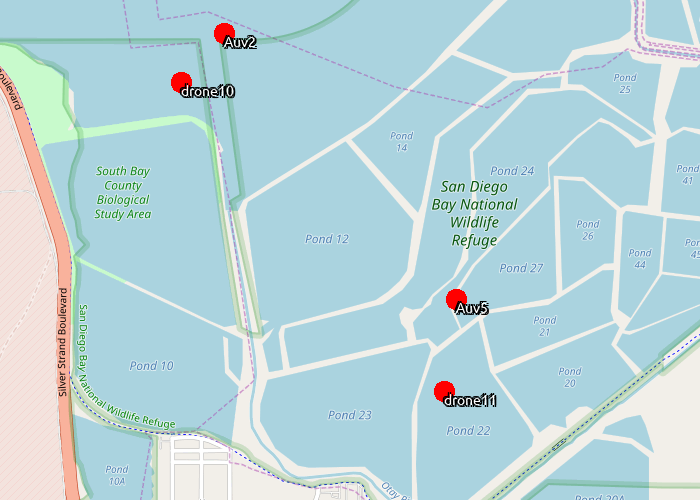 Auv2
drone10
Pond
25
Pond
14
Pond 24
South Bay
County
Biological
Study Area
San Diego
Bay National
Wildlife
Refuge
Pond
41
Pond 12
Pond
26
Pond
44
Pond 27
Auv5
Pond
21
Silver Strand Boulevard
San Diego Bay National Wildlife Refuge
Pond 10
Pond
20
drone11
Pond 23
Pond 22
Pond
10A
Pond 20A